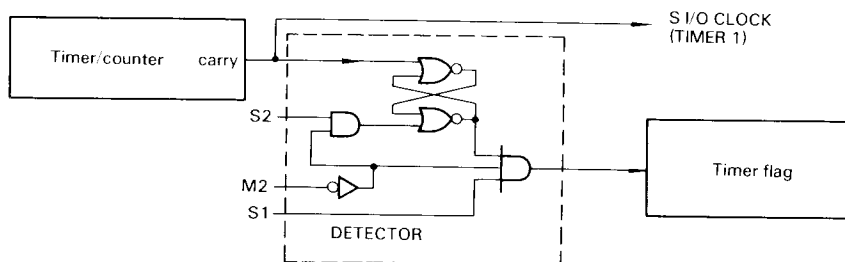 S I/O CLOCK
(TIMER 1)
Timer/counter carry
S2
M2
S1
DETECTOR
Timer flag